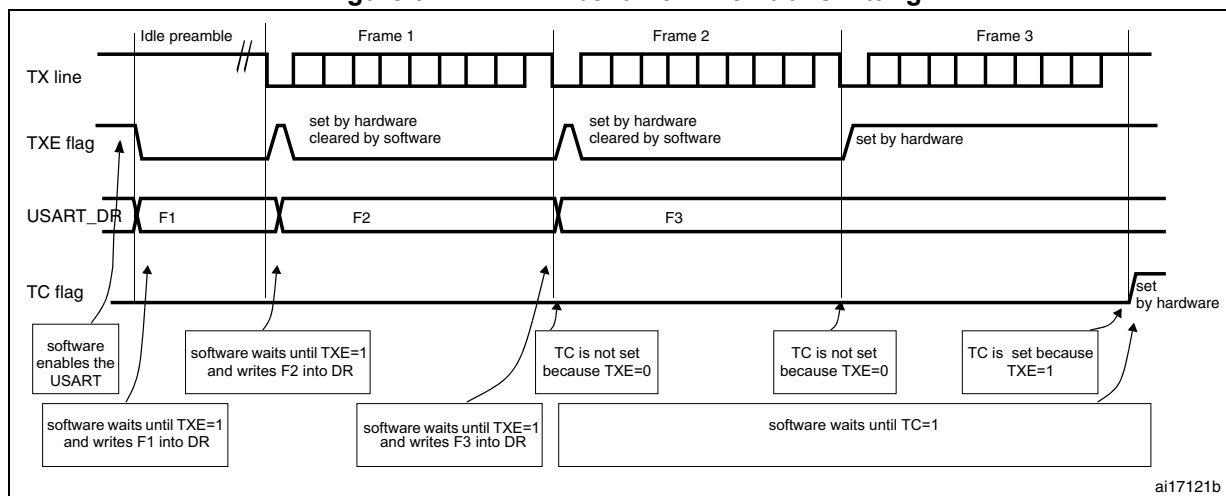 Idle preamble
Frame 1
Frame 2
Frame 3
TX line
TXE flag
set by hardware
cleared by software
set by hardware
cleared by software
set by hardware
USART_DR
F1
F2
F3
TC flag
set
by hardware
software
enables the
USART
software waits until TXE=1
and writes F2 into DR
TC is not set
because TXE=0
TC is not set
because TXE=0
TC is set because
TXE=1
software waits until TXE=1
and writes F1 into DR
software waits until TXE=1
and writes F3 into DR
software waits until TC=1
ai17121b